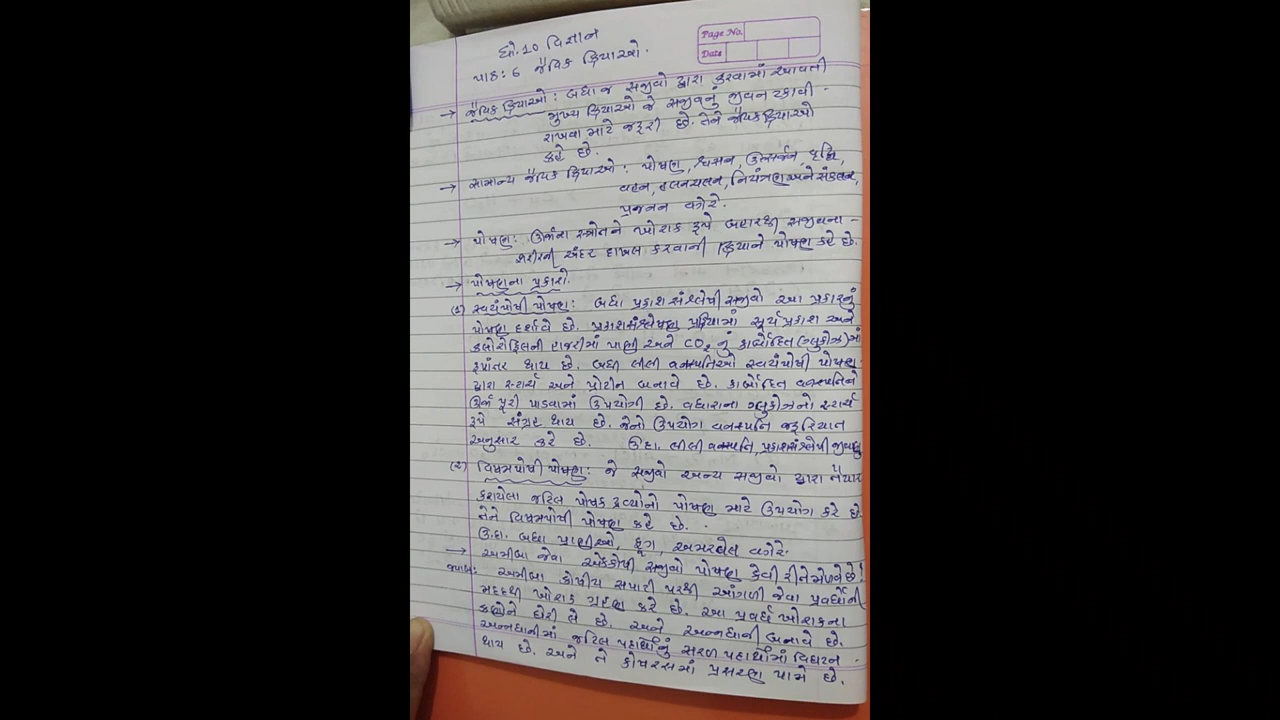 Page No.
Date
ધો.10 વિજ્ઞાન
પાઠ: 6 જૈવિક ક્રિયાઓ.
→ જૈવિક ક્રિયાઓ : બધા જ સજીવો દ્વારા કરવામાં આવતી
મુખ્ય ક્રિયાઓ જે સજીવનું જીવન ટકાવી -
રાખવા માટે જરૂરી છે. તેને જૈવિક ક્રિયાઓ
કહે છે.
→ સામાન્ય જૈવિક ક્રિયાઓ : પોષણ, શ્વસન, ઉત્સર્જન, વૃદ્ધિ,
વહન, હલનચલન, નિયંત્રણ અને સંકલન,
પ્રજનન વગેરે.
→ પોષણ: ઊર્જાના સ્ત્રોતને ખોરાક રૂપે બહારથી સજીવના -
શરીરની અંદર દાખલ કરવાની ક્રિયાને પોષણ કહે છે.
→ પોષણના પ્રકારો.
(૧) સ્વયંપોષી પોષણ: બધા પ્રકાશસંશ્લેષી સજીવો આ પ્રકારનું
પોષણ દર્શાવે છે. પ્રકાશસંશ્લેષણ પ્રક્રિયામાં સૂર્યપ્રકાશ અને
ક્લોરોફિલની હાજરીમાં પાણી અને CO₂ નું કાર્બોહિત (ગ્લુકોઝ)માં
રૂપાંતર થાય છે. બધી લીલી વનસ્પતિઓ સ્વયંપોષી પોષણ
દ્વારા સ્ટાર્ચ અને પ્રોટીન બનાવે છે. કાર્બોહિત વનસ્પતિને
ઊર્જા પૂરી પાડવામાં ઉપયોગી છે. વધારાના ગ્લુકોઝનો સ્ટાર્ચ
રૂપે સંગ્રહ થાય છે. જેનો ઉપયોગ વનસ્પતિ જરૂરિયાત
અનુસાર કરે છે. ઉદા. લીલી વનસ્પતિ, પ્રકાશસંશ્લેષી જીવાણુ
(૨) વિષમપોષી પોષણ: જે સજીવો અન્ય સજીવો દ્વારા તૈયાર
કરાયેલા જટિલ પોષક દ્રવ્યોનો પોષણ માટે ઉપયોગ કરે છે.
તેને વિષમપોષી પોષણ કહે છે.
ઉદા. બધા પ્રાણીઓ, ફૂગ, અમરવેલ વગેરે.
→ અમીબા જેવા એકકોષી સજીવો પોષણ કેવી રીતે મેળવે છે!
જવાબ: અમીબા કોષીય સપાટી પરથી આંગળી જેવા પ્રવર્ધોની
મદદથી ખોરાક ગ્રહણ કરે છે. આ પ્રવર્ધ ખોરાકના
કણોને ઘેરી લે છે. અને અન્નધાની બનાવે છે.
અન્નધાનીમાં જટિલ પદાર્થોનું સરળ પદાર્થોમાં વિઘટન -
થાય છે. અને તે કોષરસમાં પ્રસરણ પામે છે.